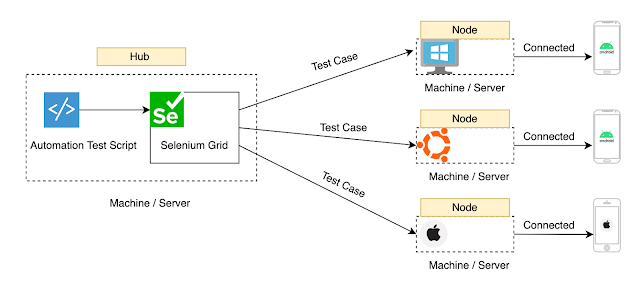 Hub
Automation Test Script
Se
Selenium Grid
Machine / Server
Test Case
Test Case
Test Case
Node
Machine / Server
Connected
android
Node
Machine / Server
Connected
android
Node
Machine / Server
Connected